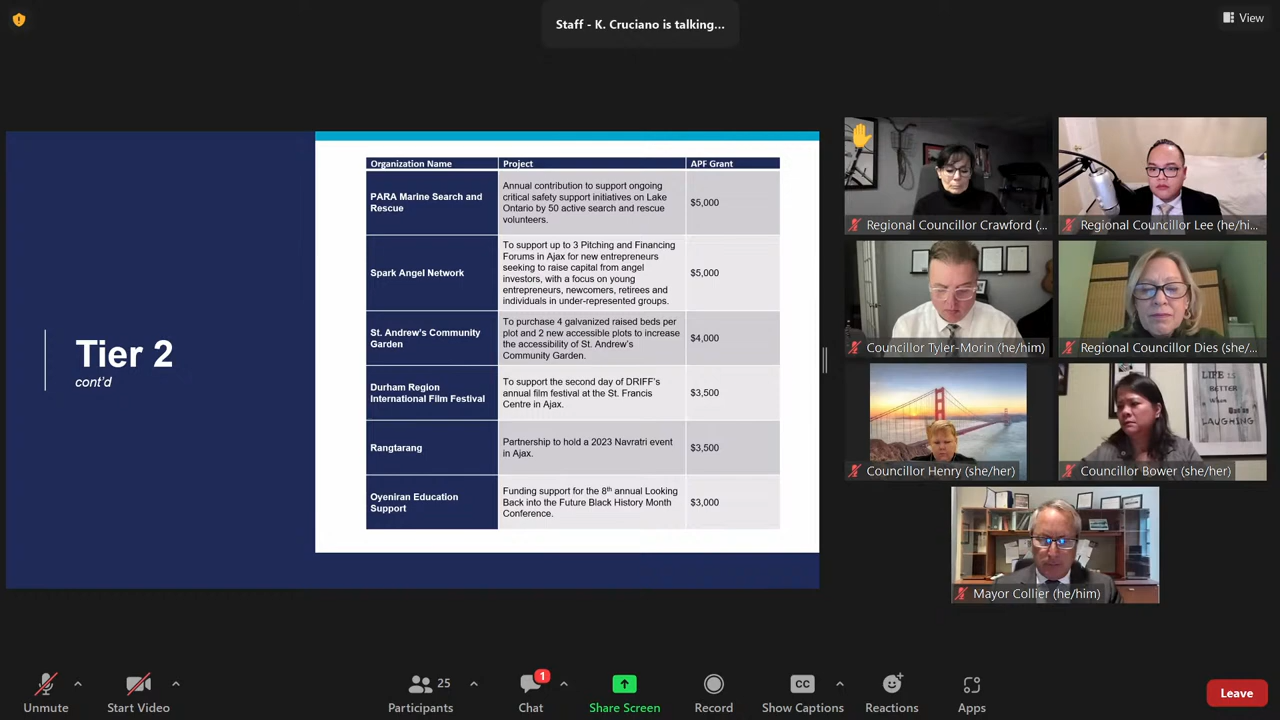 Staff - K. Cruciano is talking...
View
Tier 2
cont'd
Organization Name
Project
APF Grant
PARA Marine Search and
Rescue
Annual contribution to support ongoing
critical safety support initiatives on Lake
Ontario by 50 active search and rescue
volunteers.
$5,000
Spark Angel Network
To support up to 3 Pitching and Financing
Forums in Ajax for new entrepreneurs
seeking to raise capital from angel
investors, with a focus on young
entrepreneurs, newcomers, retirees and
individuals in under-represented groups.
$5,000
St. Andrew's Community
Garden
To purchase 4 galvanized raised beds per
plot and 2 new accessible plots to increase
the accessibility of St. Andrew's
Community Garden.
$4,000
Durham Region
International Film Festival
To support the second day of DRIFF's
annual film festival at the St. Francis
Centre in Ajax.
$3,500
Rangtarang
Partnership to hold a 2023 Navratri event
in Ajax.
$3,500
Oyeniran Education
Support
Funding support for the 8th annual Looking
Back into the Future Black History Month
Conference.
$3,000
Regional Councillor Crawford (...
Regional Councillor Lee (he/hi...
Councillor Tyler-Morin (he/him)
Regional Councillor Dies (she/...
Councillor Henry (she/her)
LIFE IS
BETTER
When
LAUGHING
Councillor Bower (she/her)
Mayor Collier (he/him)
Unmute
Start Video
25
Participants
1
Chat
Share Screen
Record
CC
Show Captions
Reactions
Apps
Leave